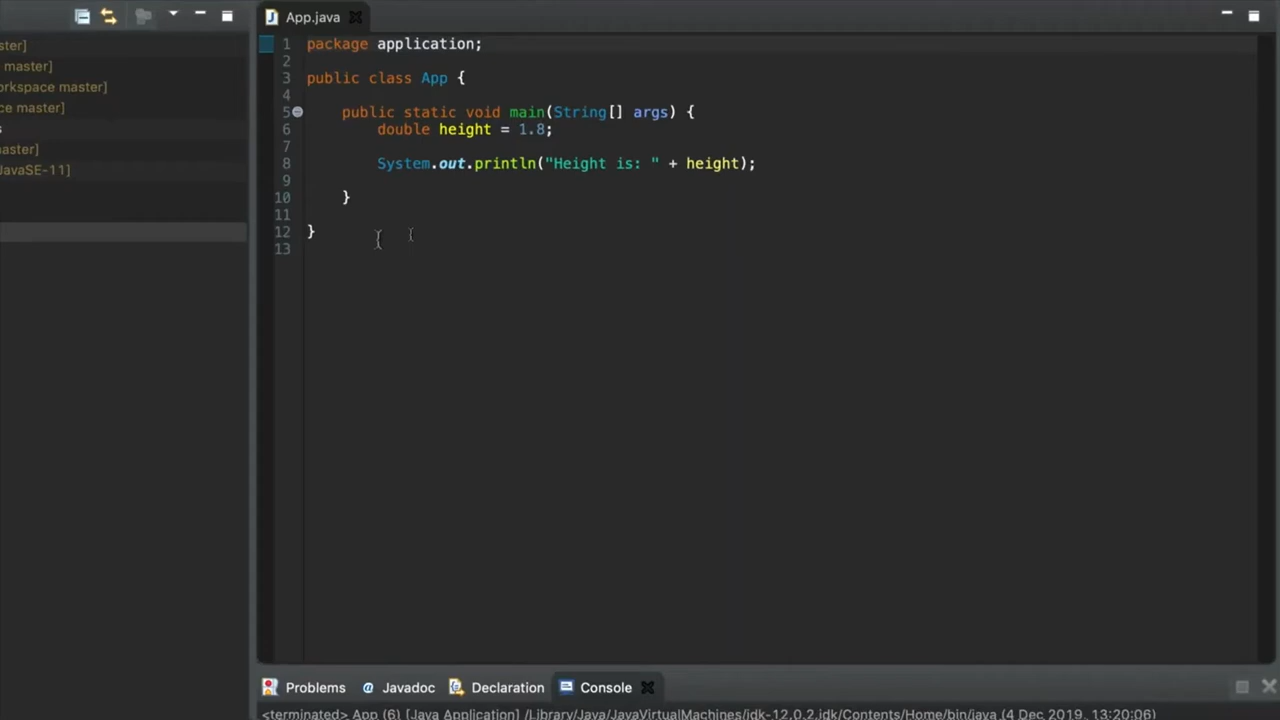 App.java
ster]
master]
orkspace master]
ce master]
s
master]
JavaSE-11]
1 package application;
2
3 public class App {
4
5 public static void main(String[] args) {
6 double height = 1.8;
7
8 System.out.println("Height is: " + height);
9
10 }
11
12 }
13
Problems @ Javadoc Declaration Console
<terminated> App (6) [Java Application] /Library/Java/JavaVirtualMachines/jdk-12.0.2.jdk/Contents/Home/bin/java (4 Dec 2019, 13:20:06)